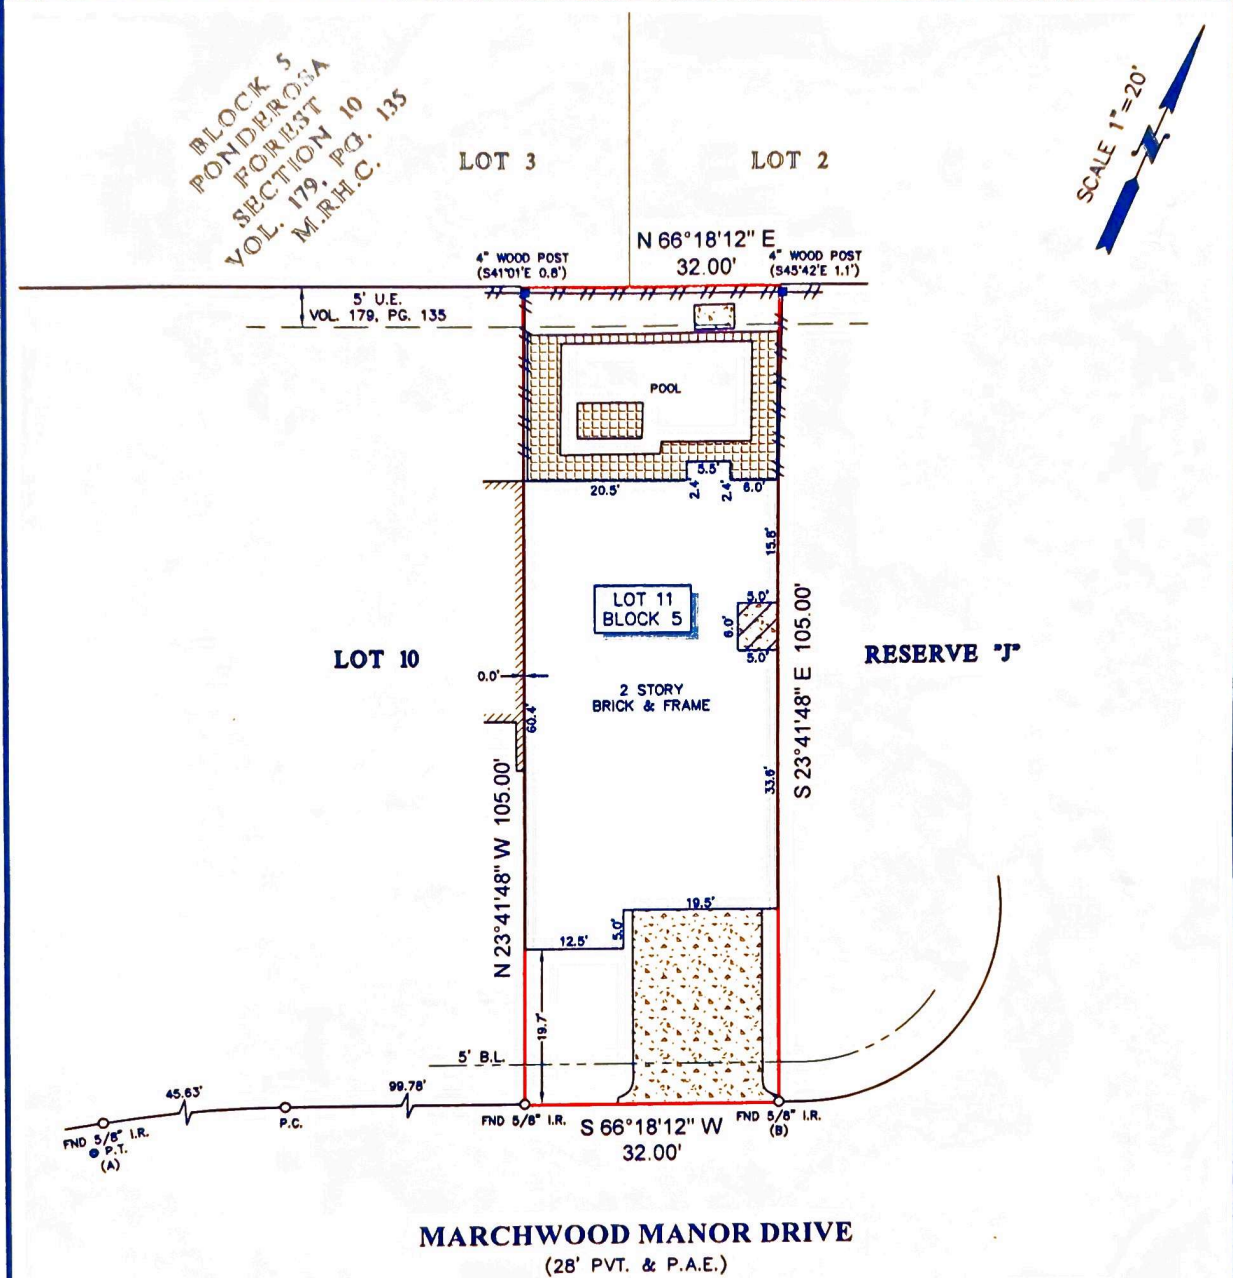 BLOCK 5
PONDEROSA
FOREST
SECTION 10
VOL. 179, PG. 135
M.RH.C.
LOT 3
LOT 2
SCALE 1"=20'
N 66°18'12" E
32.00'
4" WOOD POST
(S41°01'E 0.8')
4" WOOD POST
(S45°42'E 1.1')
5' U.E.
VOL. 179, PG. 135
POOL
5.5'
20.5'
2.4'
2.4'
6.0'
15.8'
LOT 11
BLOCK 5
5.0'
6.0'
5.0'
S 23°41'48" E 105.00'
LOT 10
RESERVE "J"
0.0'
2 STORY
BRICK & FRAME
60.4'
33.6'
N 23°41'48" W 105.00'
19.5'
5.0'
12.5'
19.7'
5' B.L.
45.63'
99.78'
FND 5/8" I.R.
@ P.T.
(A)
P.C.
FND 5/8" I.R.
FND 5/8" I.R.
(B)
S 66°18'12" W
32.00'
MARCHWOOD MANOR DRIVE
(28' PVT. & P.A.E.)